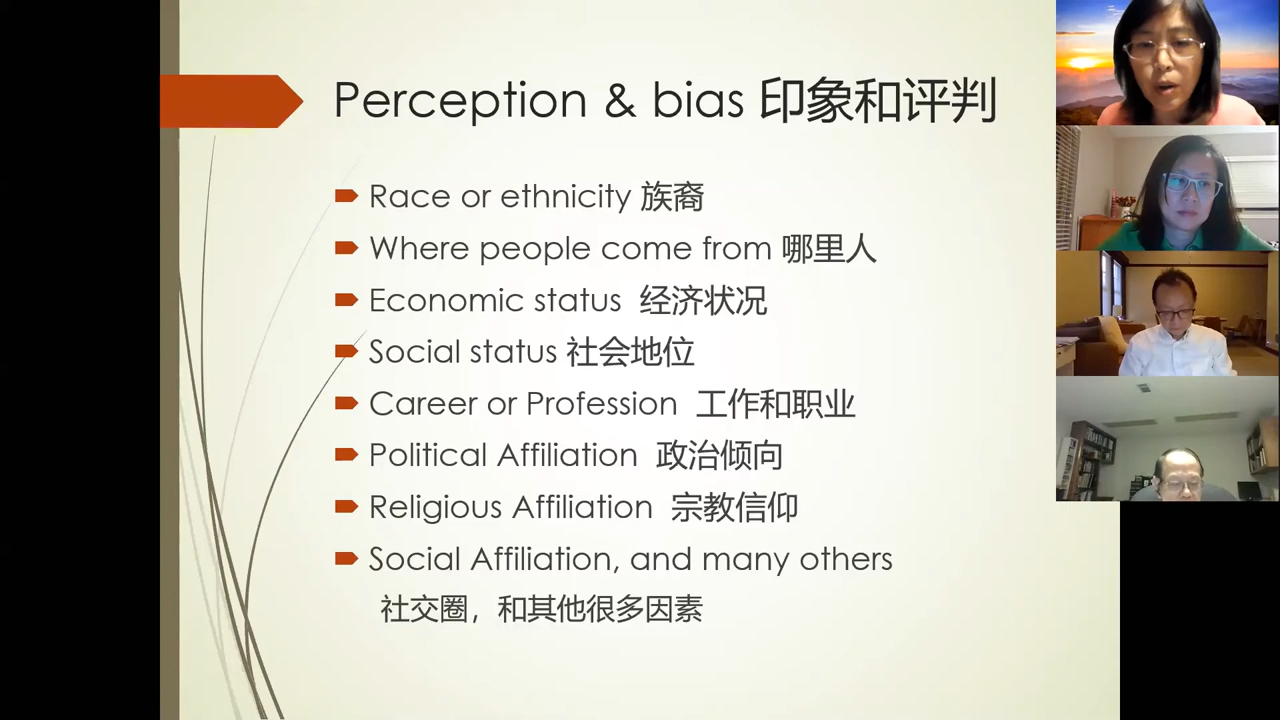 Perception & bias 印象和评判
Race or ethnicity 族裔
Where people come from 哪里人
Economic status 经济状况
Social status 社会地位
Career or Profession 工作和职业
Political Affiliation 政治倾向
Religious Affiliation 宗教信仰
Social Affiliation, and many others
社交圈，和其他很多因素